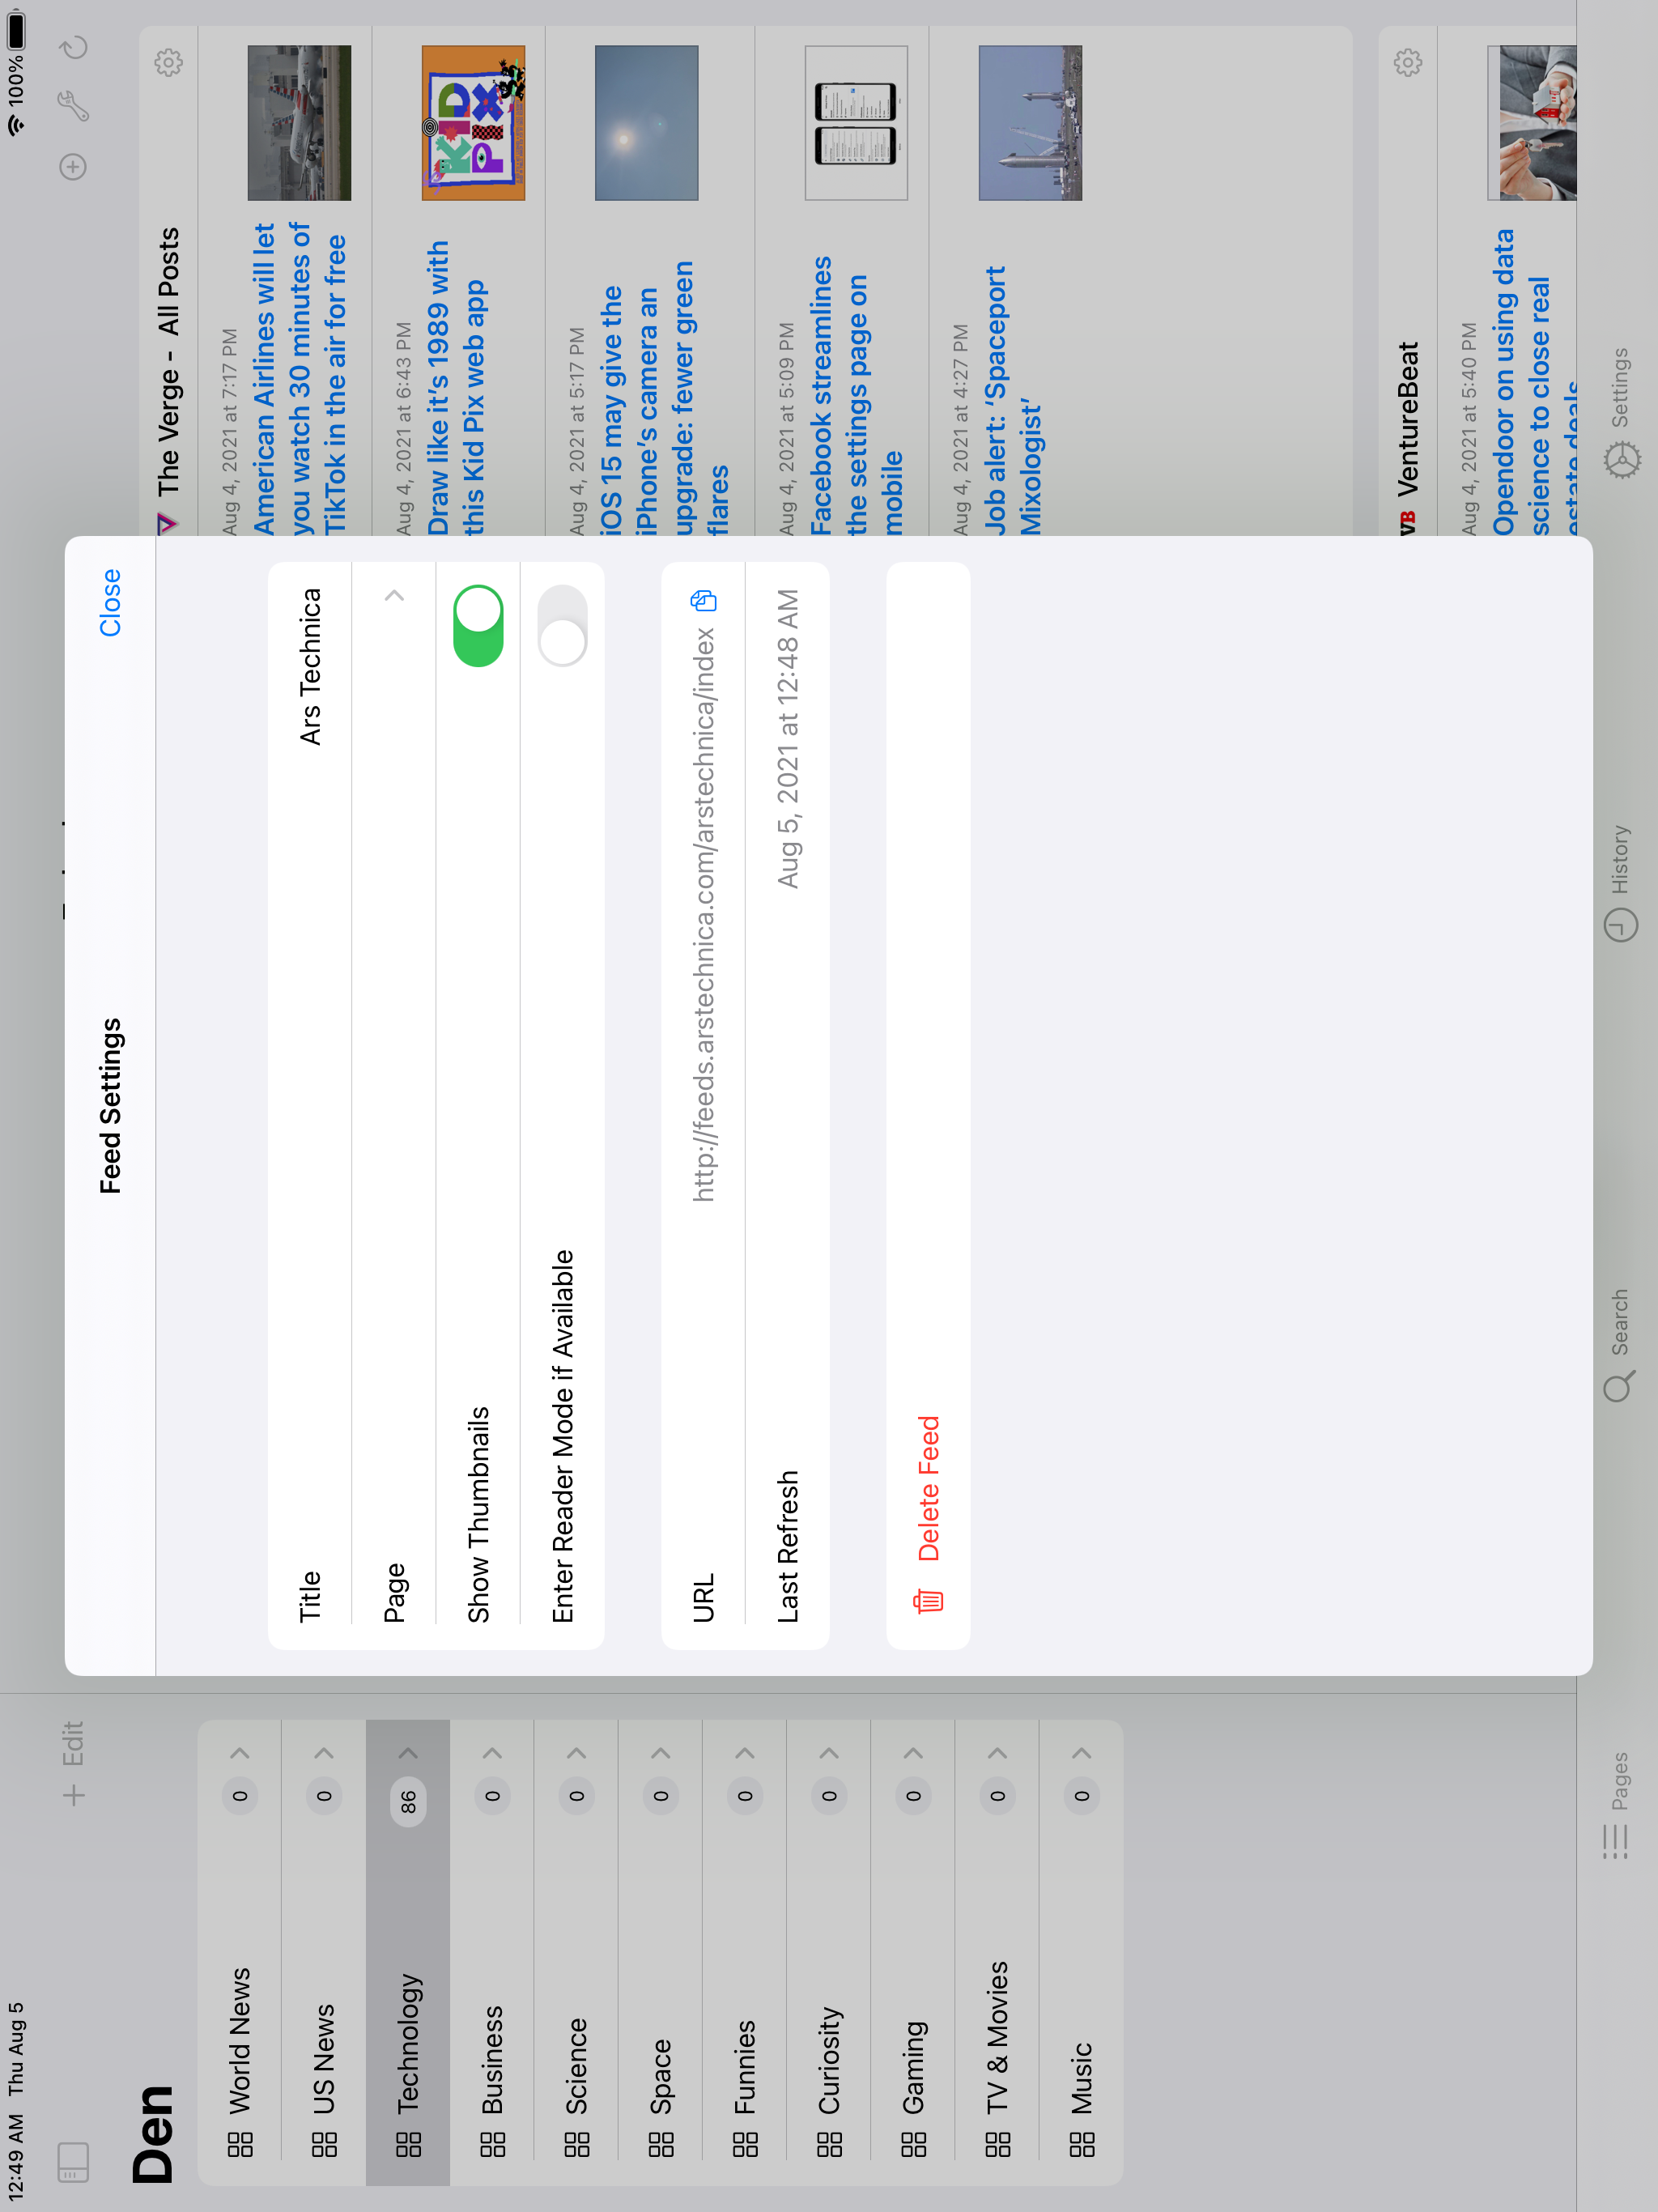 12:49 AM Thu Aug 5
100%
+ Edit
Den
World News 0
US News 0
Technology 86
Business 0
Science 0
Space 0
Funnies 0
Curiosity 0
Gaming 0
TV & Movies 0
Music 0
Feed Settings
Close
Title Ars Technica
Page
Show Thumbnails
Enter Reader Mode if Available
URL http://feeds.arstechnica.com/arstechnica/index
Last Refresh Aug 5, 2021 at 12:48 AM
Delete Feed
The Verge - All Posts
Aug 4, 2021 at 7:17 PM
American Airlines will let
you watch 30 minutes of
TikTok in the air for free
Aug 4, 2021 at 6:43 PM
Draw like it's 1989 with
this Kid Pix web app
KID
PIX
Aug 4, 2021 at 5:17 PM
iOS 15 may give the
iPhone's camera an
upgrade: fewer green
flares
Aug 4, 2021 at 5:09 PM
Facebook streamlines
the settings page on
mobile
Aug 4, 2021 at 4:27 PM
Job alert: ‘Spaceport
Mixologist’
VB VentureBeat
Aug 4, 2021 at 5:40 PM
Opendoor on using data
science to close real
estate deals
Pages
Search
History
Settings